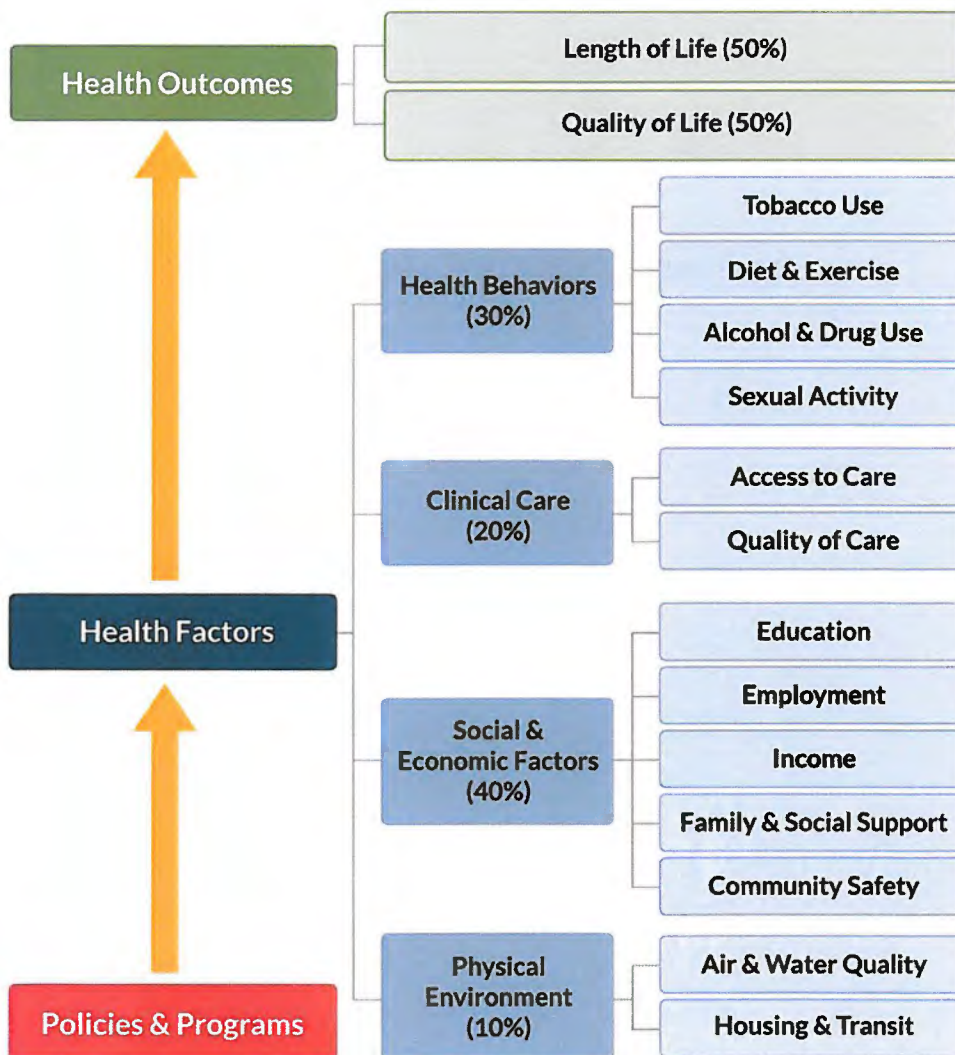 Health Outcomes
Length of Life (50%)
Quality of Life (50%)
Health Factors
Health Behaviors
(30%)
Tobacco Use
Diet & Exercise
Alcohol & Drug Use
Sexual Activity
Clinical Care
(20%)
Access to Care
Quality of Care
Social &
Economic Factors
(40%)
Education
Employment
Income
Family & Social Support
Community Safety
Physical
Environment
(10%)
Air & Water Quality
Housing & Transit
Policies & Programs